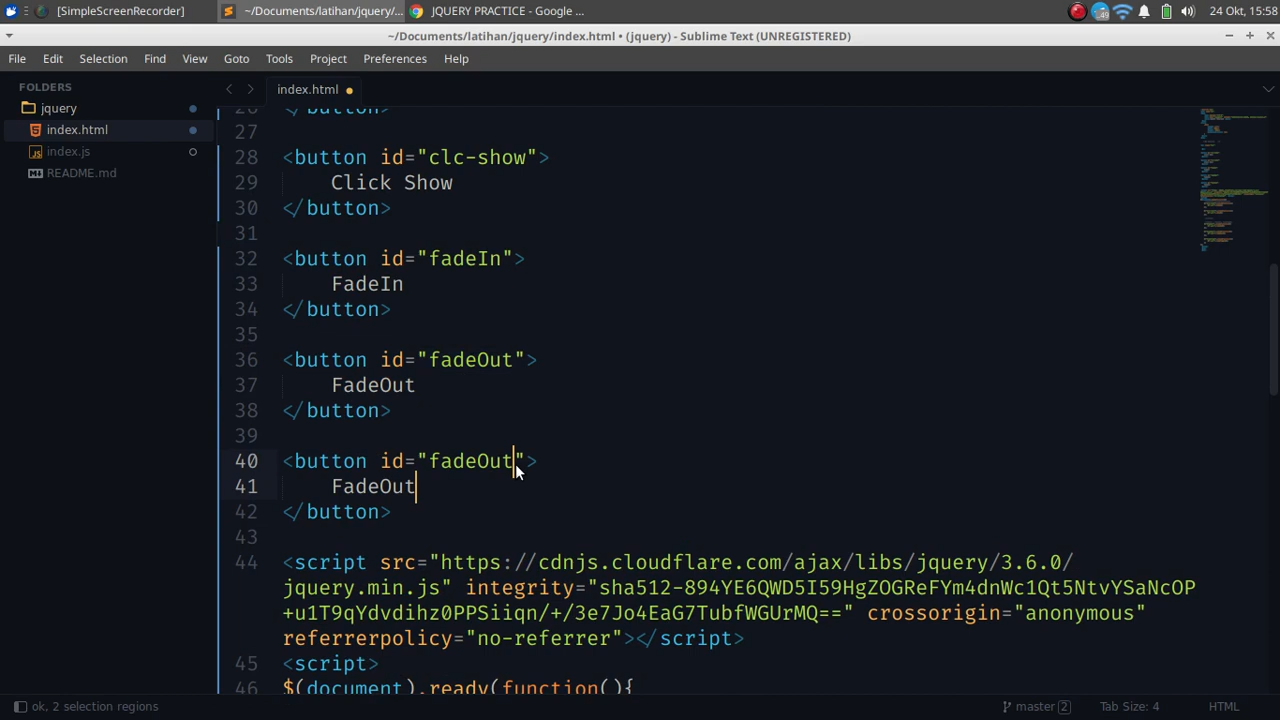 [SimpleScreenRecorder]
~/Documents/latihan/jquery/...
JQUERY PRACTICE - Google ...
49
24 Okt, 15:58
~/Documents/latihan/jquery/index.html • (jquery) - Sublime Text (UNREGISTERED)
File Edit Selection Find View Goto Tools Project Preferences Help
FOLDERS
jquery
index.html
index.js
README.md
index.html
26 </button>
27
28 <button id="clc-show">
29 Click Show
30 </button>
31
32 <button id="fadeIn">
33 FadeIn
34 </button>
35
36 <button id="fadeOut">
37 FadeOut
38 </button>
39
40 <button id="fadeOut">
41 FadeOut
42 </button>
43
44 <script src="https://cdnjs.cloudflare.com/ajax/libs/jquery/3.6.0/
jquery.min.js" integrity="sha512-894YE6QWD5I59HgZOGReFYm4dnWc1Qt5NtvYSaNcOP
+u1T9qYdvdihz0PPSiiqn/+/3e7Jo4EaG7TubfWGUrMQ==" crossorigin="anonymous"
referrerpolicy="no-referrer"></script>
45 <script>
46 $(document).ready(function(){
ok, 2 selection regions
master 2
Tab Size: 4
HTML